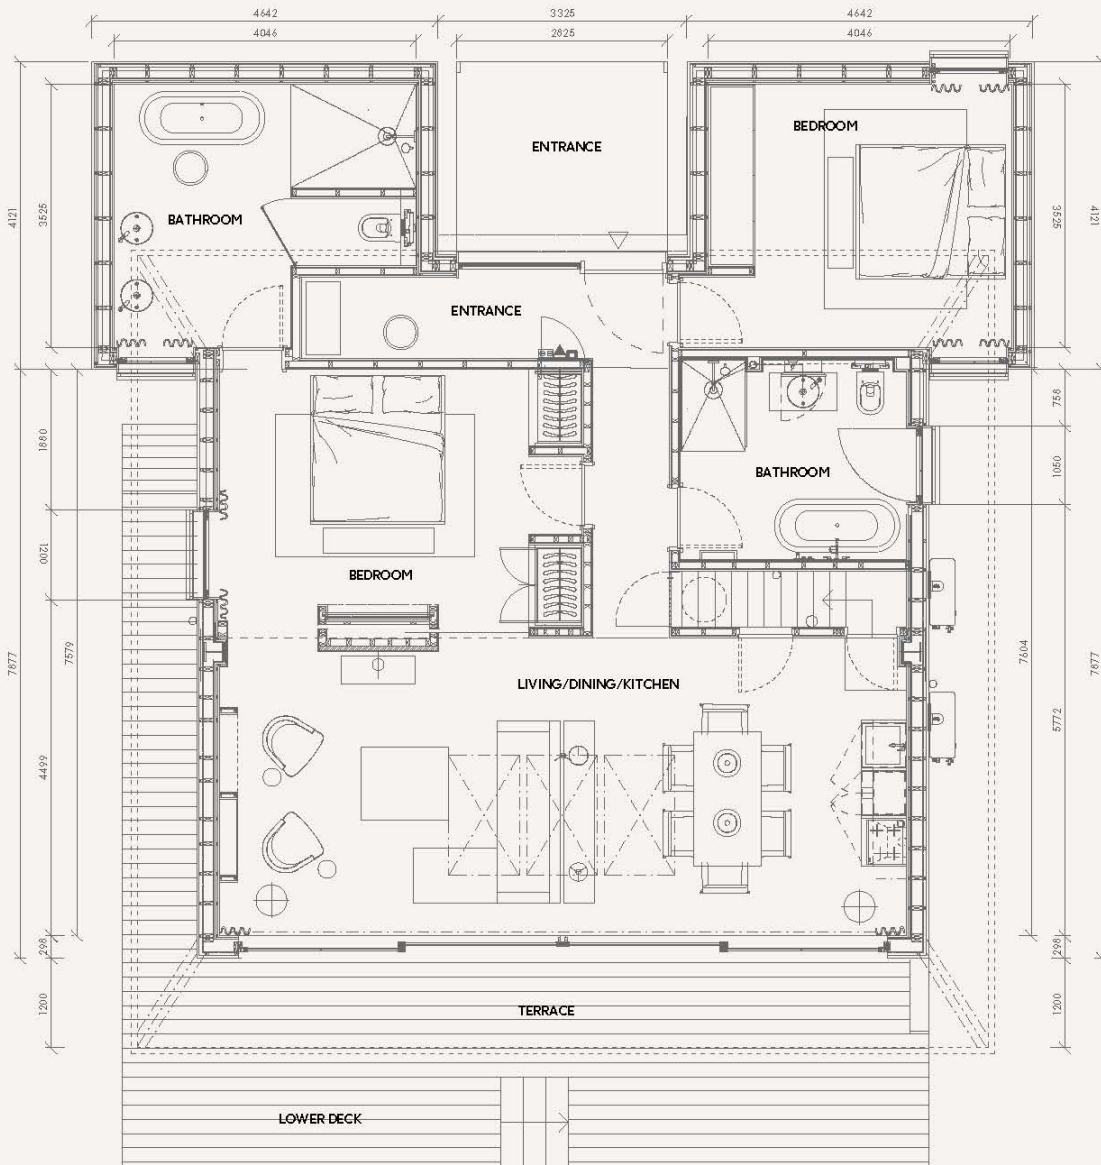 4642
3325
4642
4046
2825
4046
BEDROOM
ENTRANCE
BATHROOM
4121
3525
3525
4121
ENTRANCE
758
1880
1050
BATHROOM
1200
BEDROOM
7877
7579
7604
7877
LIVING/DINING/KITCHEN
5772
4499
298
298
1200
TERRACE
1200
LOWER DECK